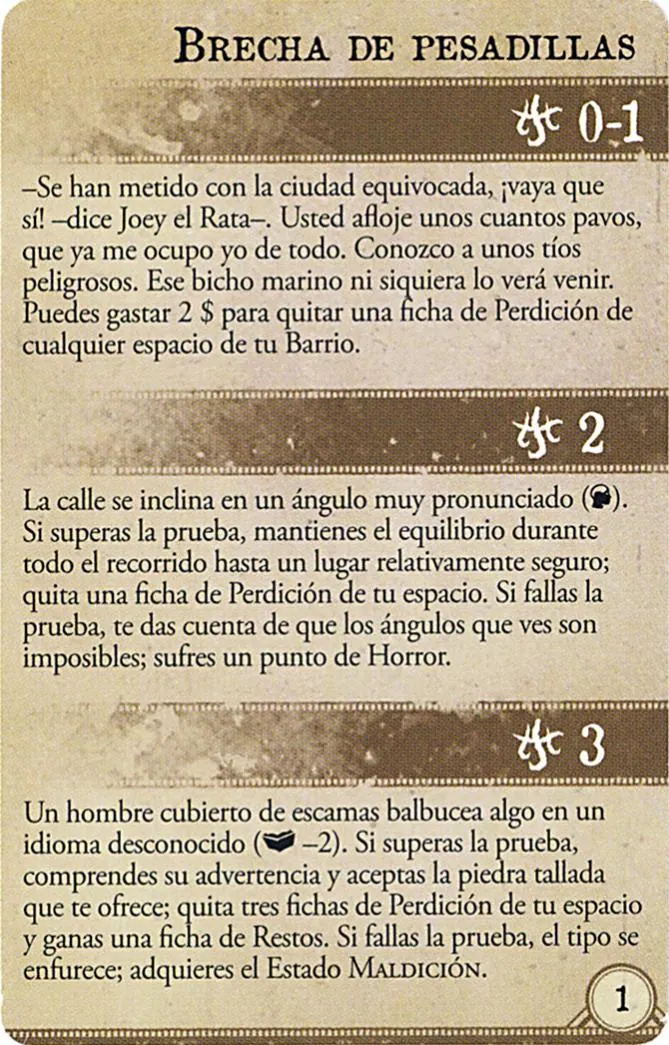 BRECHA DE PESADILLAS
0-1
–Se han metido con la ciudad equivocada, ¡vaya que
sí! –dice Joey el Rata–. Usted afloje unos cuantos pavos,
que ya me ocupo yo de todo. Conozco a unos tíos
peligrosos. Ese bicho marino ni siquiera lo verá venir.
Puedes gastar 2 $ para quitar una ficha de Perdición de
cualquier espacio de tu Barrio.
2
La calle se inclina en un ángulo muy pronunciado ( ).
Si superas la prueba, mantienes el equilibrio durante
todo el recorrido hasta un lugar relativamente seguro;
quita una ficha de Perdición de tu espacio. Si fallas la
prueba, te das cuenta de que los ángulos que ves son
imposibles; sufres un punto de Horror.
3
Un hombre cubierto de escamas balbucea algo en un
idioma desconocido ( –2). Si superas la prueba,
comprendes su advertencia y aceptas la piedra tallada
que te ofrece; quita tres fichas de Perdición de tu espacio
y ganas una ficha de Restos. Si fallas la prueba, el tipo se
enfurece; adquieres el Estado MALDICIÓN.
1